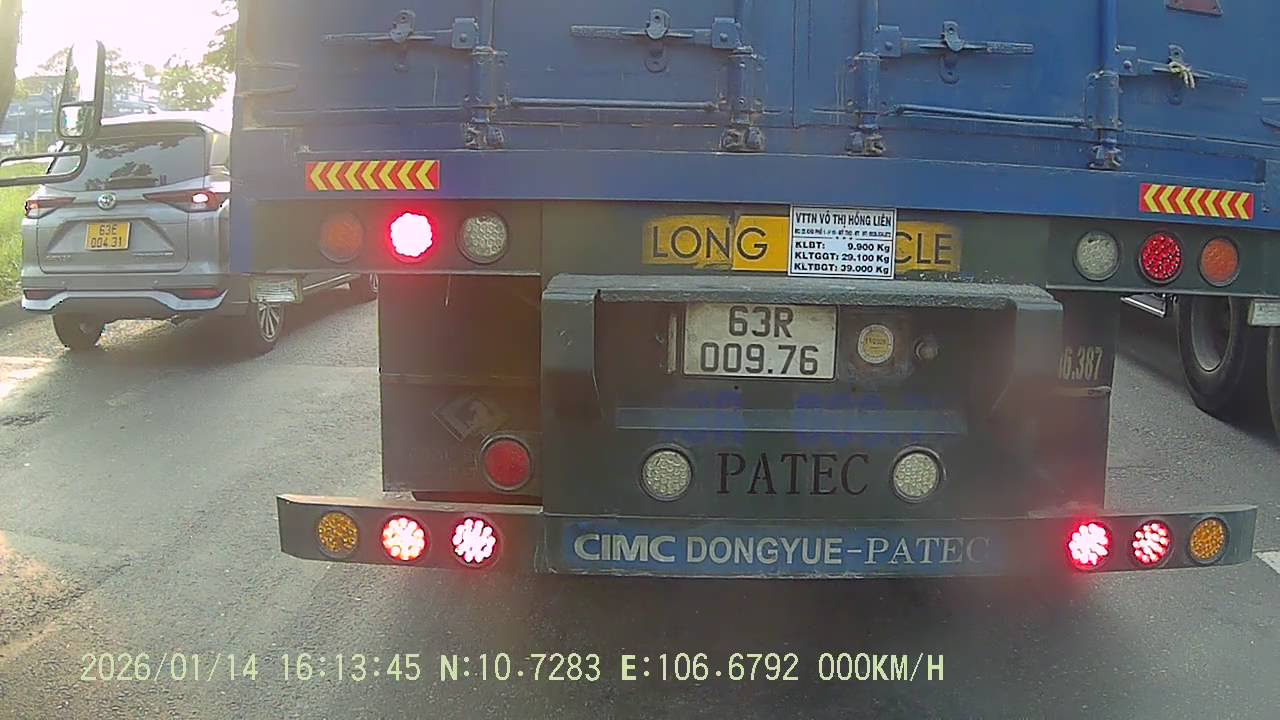 63E
004.31
LONG
CLE
VTTN VÕ THỊ HỒNG LIÊN
KLBT: 9.900 Kg
KLTGGT: 29.100 Kg
KLTBGT: 39.000 Kg
63R
009.76
6.387
PATEC
CIMC DONGYUE-PATEC
2026/01/14 16:13:45 N:10.7283 E:106.6792 000KM/H